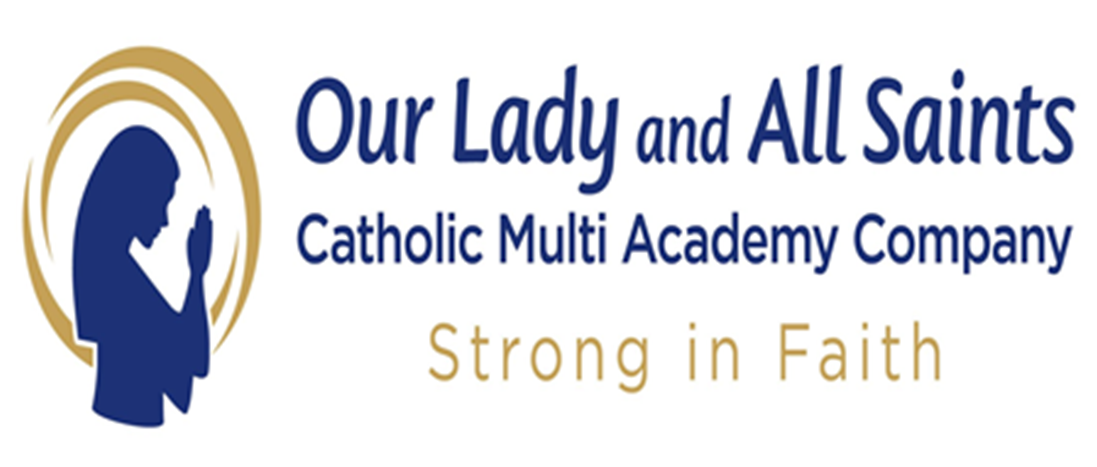 Our Lady and All Saints
Catholic Multi Academy Company
Strong in Faith